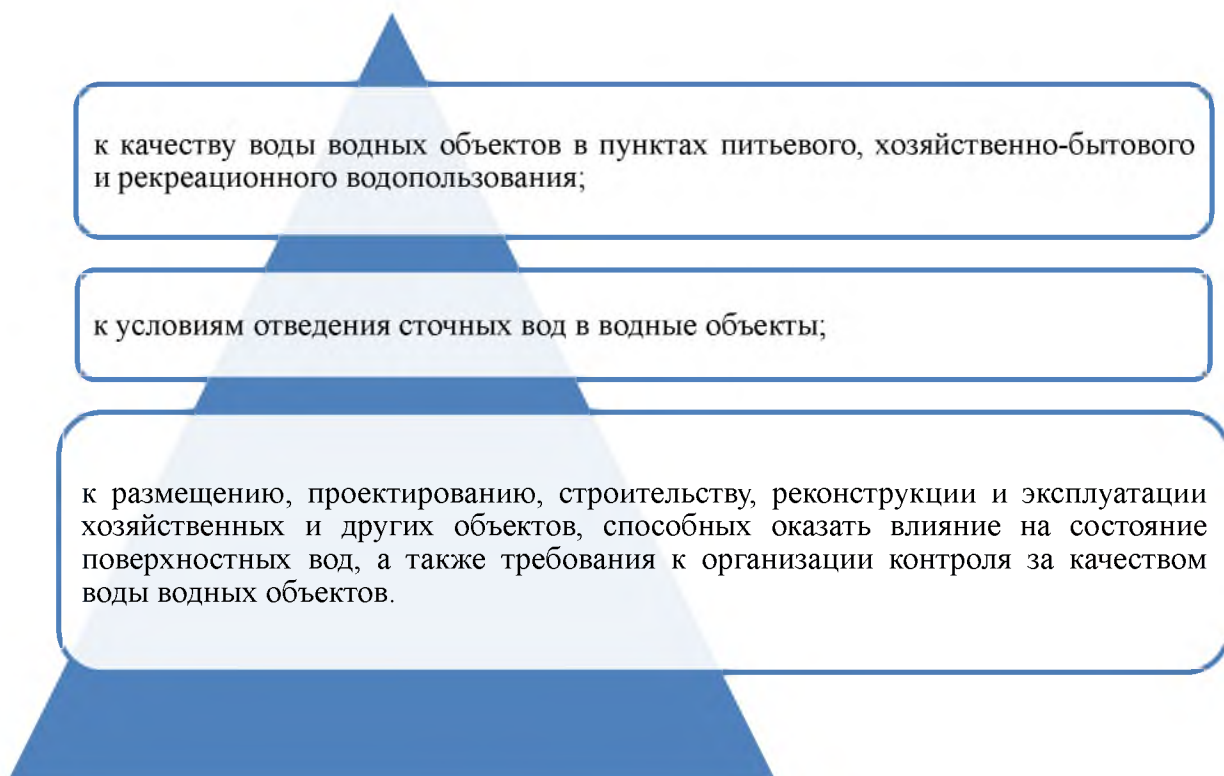 к качеству воды водных объектов в пунктах питьевого, хозяйственно-бытового
и рекреационного водопользования;
к условиям отведения сточных вод в водные объекты;
к размещению, проектированию, строительству, реконструкции и эксплуатации
хозяйственных и других объектов, способных оказать влияние на состояние
поверхностных вод, а также требования к организации контроля за качеством
воды водных объектов.